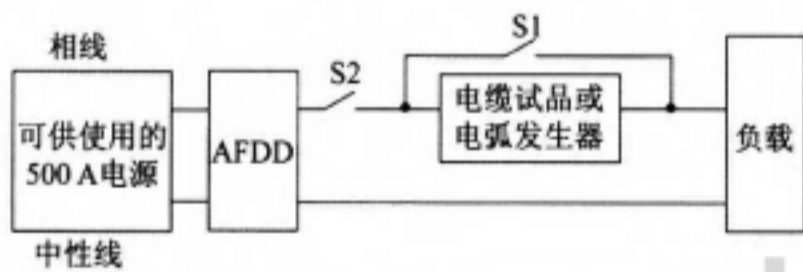 相线
可供使用的
500 A电源
中性线
AFDD
S2
S1
电缆试品或
电弧发生器
负载